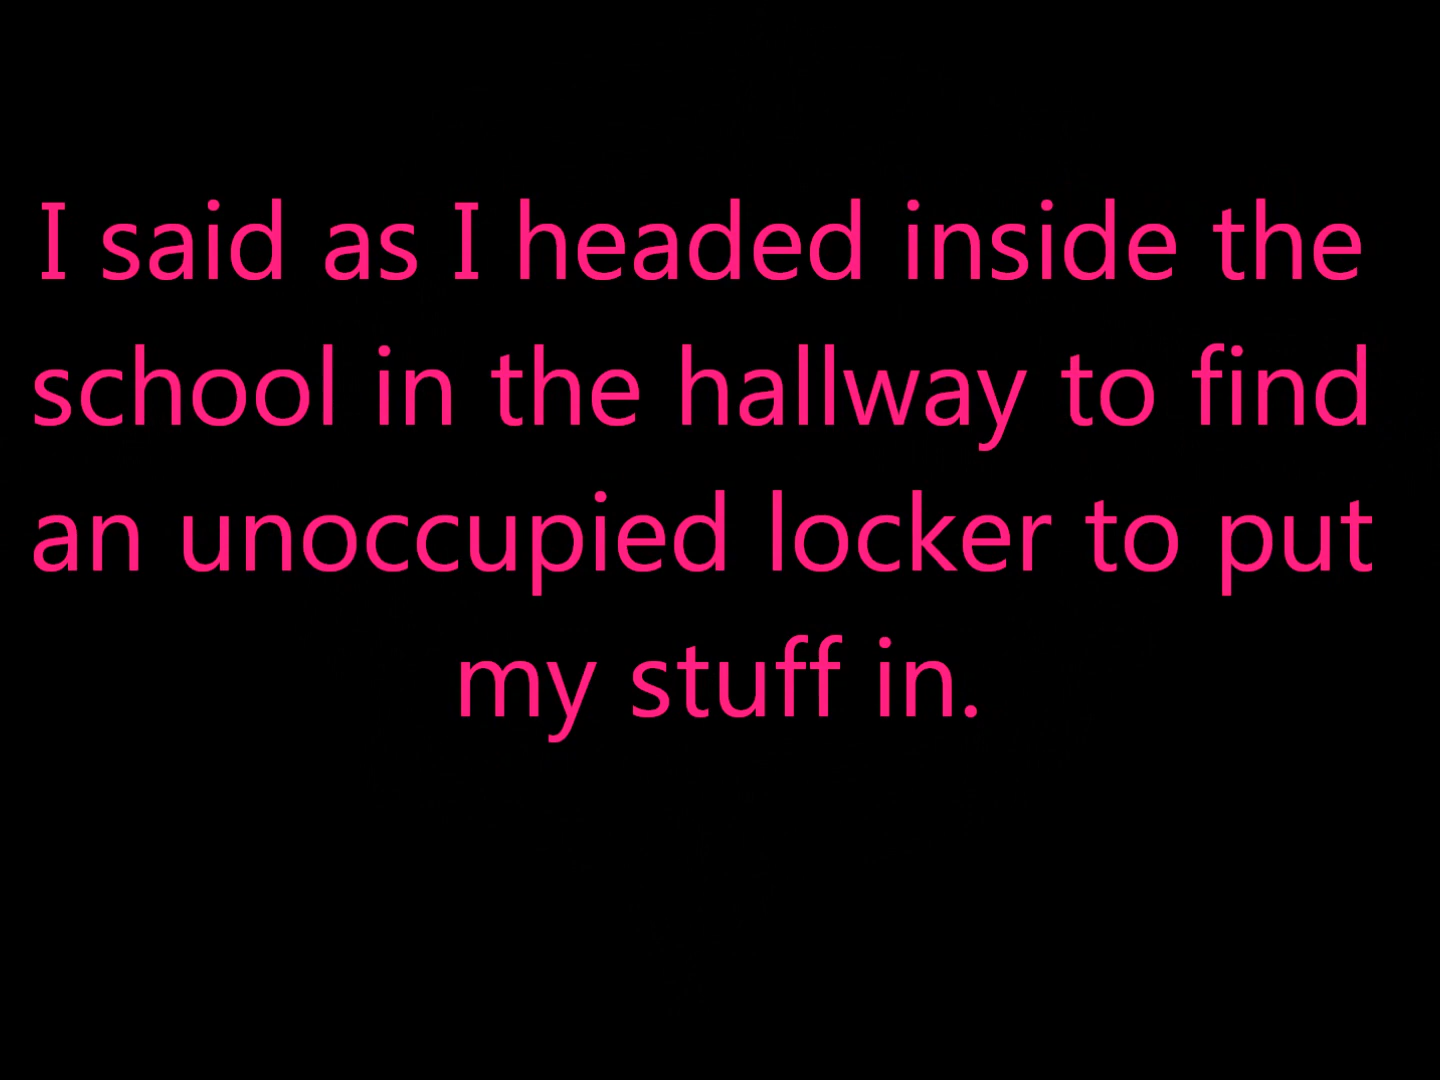 I said as I headed inside the
school in the hallway to find
an unoccupied locker to put
my stuff in.